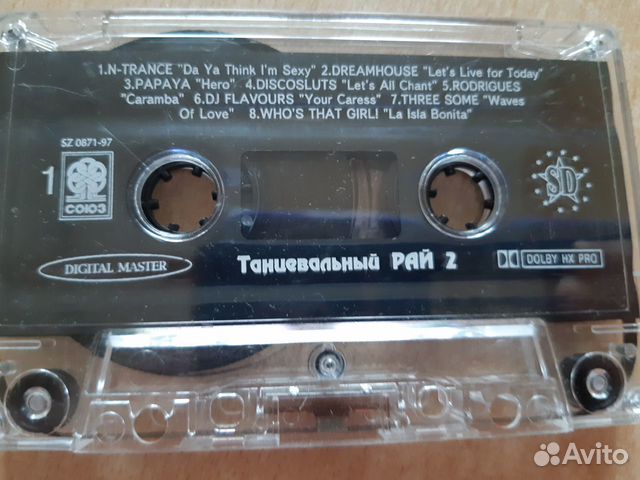 1.N-TRANCE "Da Ya Think I'm Sexy" 2.DREAMHOUSE "Let's Live for Today"
3.PAPAYA "Hero" 4.DISCOSLUTS "Let's All Chant" 5.RODRIGUES
"Caramba" 6.DJ FLAVOURS "Your Caress" 7.THREE SOME "Waves
Of Love" 8.WHO'S THAT GIRL! "La Isla Bonita"
SZ 0871-97
1
СОЮЗ
SD
DIGITAL MASTER
Танцевальный РАЙ 2
DOLBY HX PRO
Avito